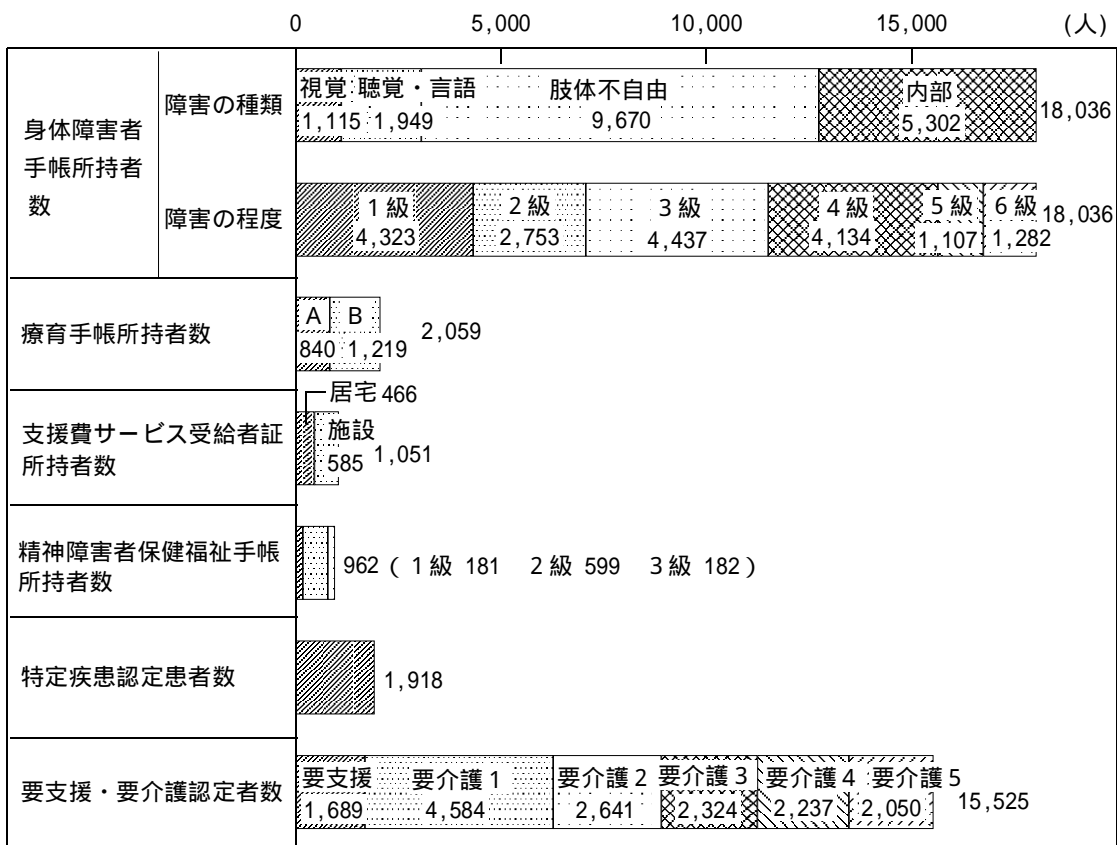 0 5,000 10,000 15,000 (人)
身体障害者
手帳所持者
数
障害の種類
視覚 聴覚・言語 肢体不自由 内部
1,115 1,949 9,670 5,302 18,036
障害の程度
1級 2級 3級 4級 5級 6級
4,323 2,753 4,437 4,134 1,107 1,282 18,036
療育手帳所持者数
A B
840 1,219 2,059
支援費サービス受給者証
所持者数
居宅 466
施設
585 1,051
精神障害者保健福祉手帳
所持者数
962 ( 1級 181 2級 599 3級 182 )
特定疾患認定患者数
1,918
要支援・要介護認定者数
要支援 要介護1 要介護2 要介護3 要介護4 要介護5
1,689 4,584 2,641 2,324 2,237 2,050 15,525